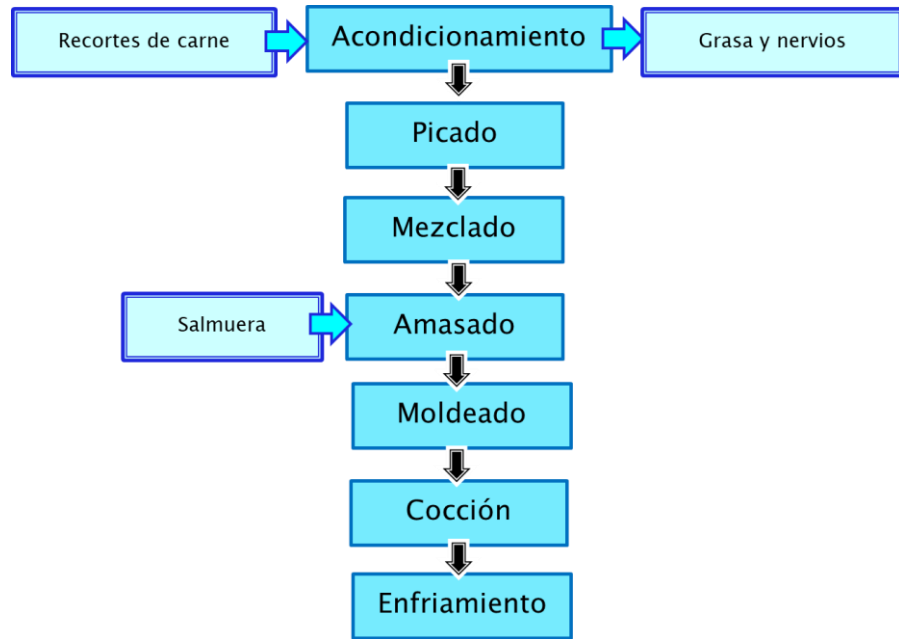 Recortes de carne
Acondicionamiento
Grasa y nervios
Picado
Mezclado
Salmuera
Amasado
Moldeado
Cocción
Enfriamiento